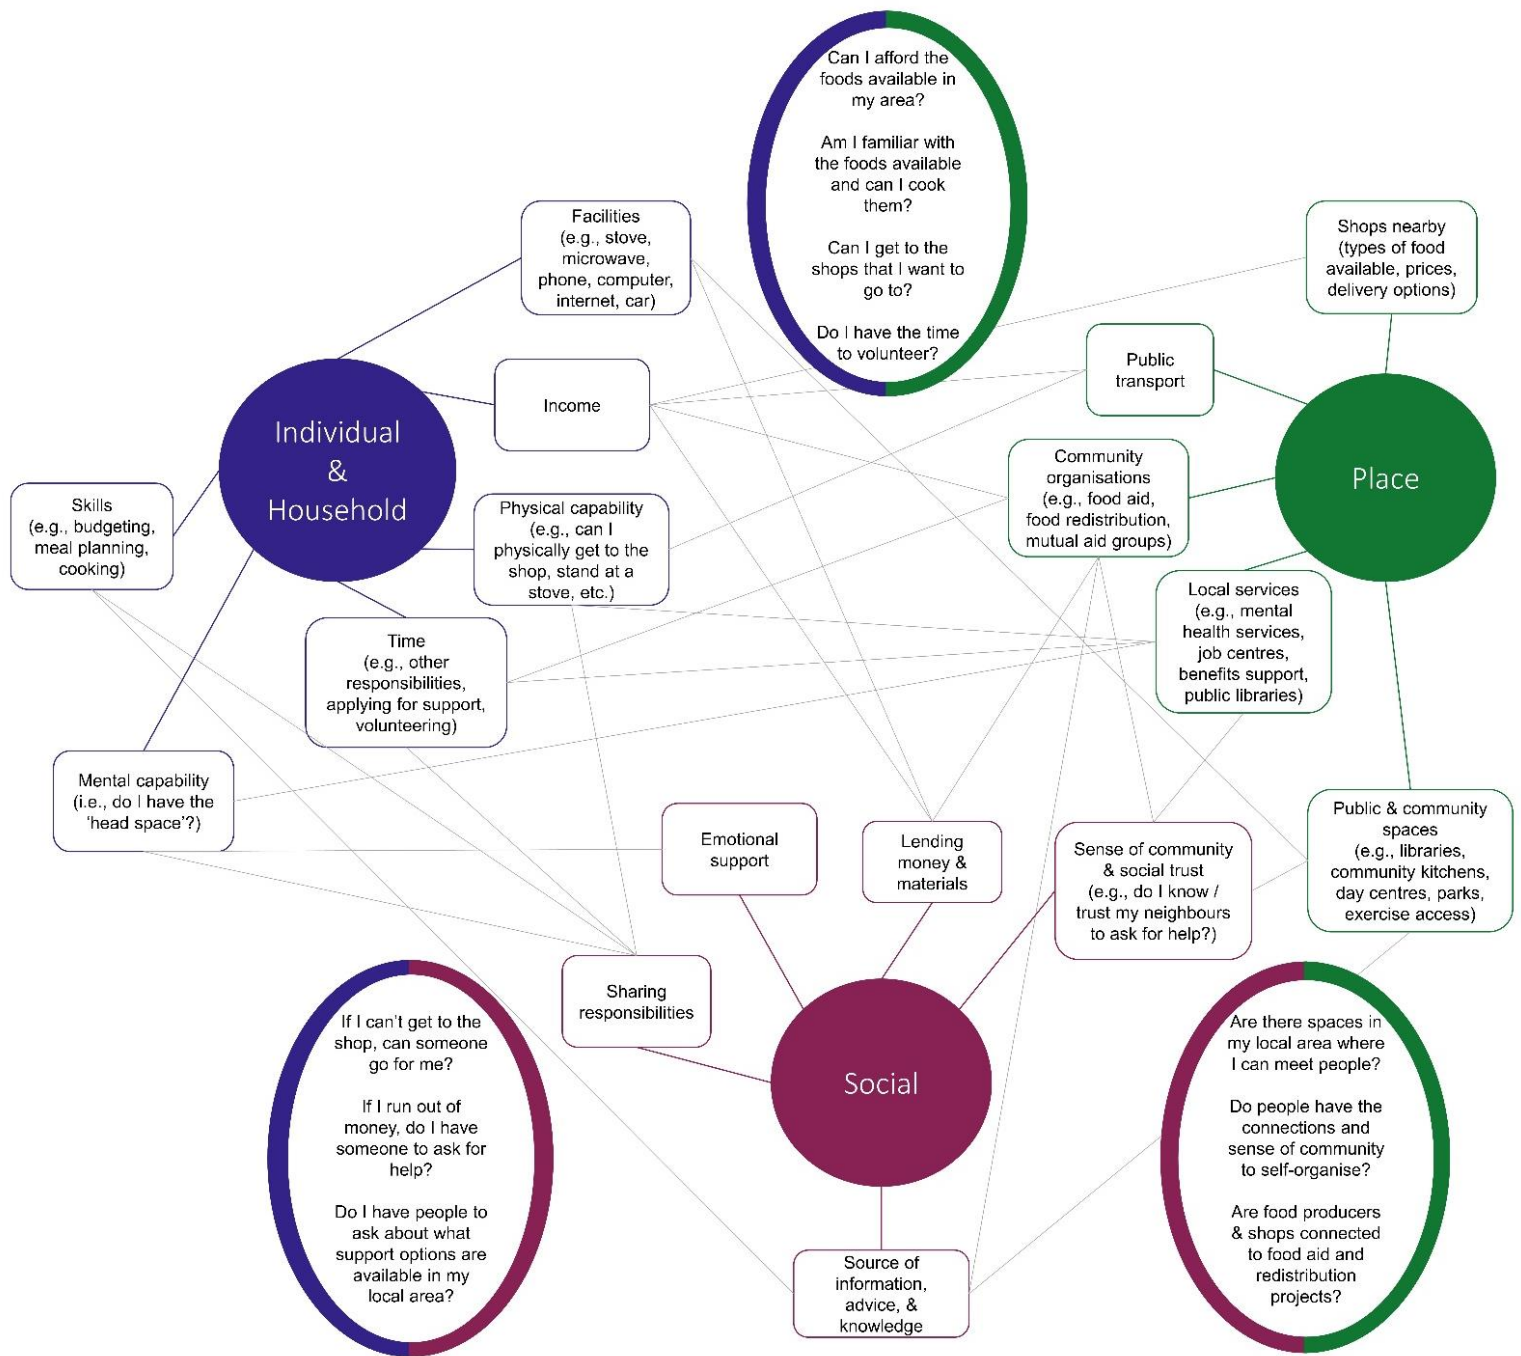 Can I afford the
foods available in
my area?
Am I familiar with
the foods available
and can I cook
them?
Can I get to the
shops that I want to
go to?
Do I have the time
to volunteer?
Facilities
(e.g., stove,
microwave,
phone, computer,
internet, car)
Shops nearby
(types of food
available, prices,
delivery options)
Public
transport
Income
Individual
&
Household
Community
organisations
(e.g., food aid,
food redistribution,
mutual aid groups)
Place
Skills
(e.g., budgeting,
meal planning,
cooking)
Physical capability
(e.g., can I
physically get to the
shop, stand at a
stove, etc.)
Local services
(e.g., mental
health services,
job centres,
benefits support,
public libraries)
Time
(e.g., other
responsibilities,
applying for support,
volunteering)
Mental capability
(i.e., do I have the
‘head space’?)
Emotional
support
Lending
money &
materials
Sense of community
& social trust
(e.g., do I know /
trust my neighbours
to ask for help?)
Public & community
spaces
(e.g., libraries,
community kitchens,
day centres, parks,
exercise access)
Sharing
responsibilities
Social
If I can't get to the
shop, can someone
go for me?
If I run out of
money, do I have
someone to ask for
help?
Do I have people to
ask about what
support options are
available in my
local area?
Are there spaces in
my local area where
I can meet people?
Do people have the
connections and
sense of community
to self-organise?
Are food producers
& shops connected
to food aid and
redistribution
projects?
Source of
information,
advice, &
knowledge